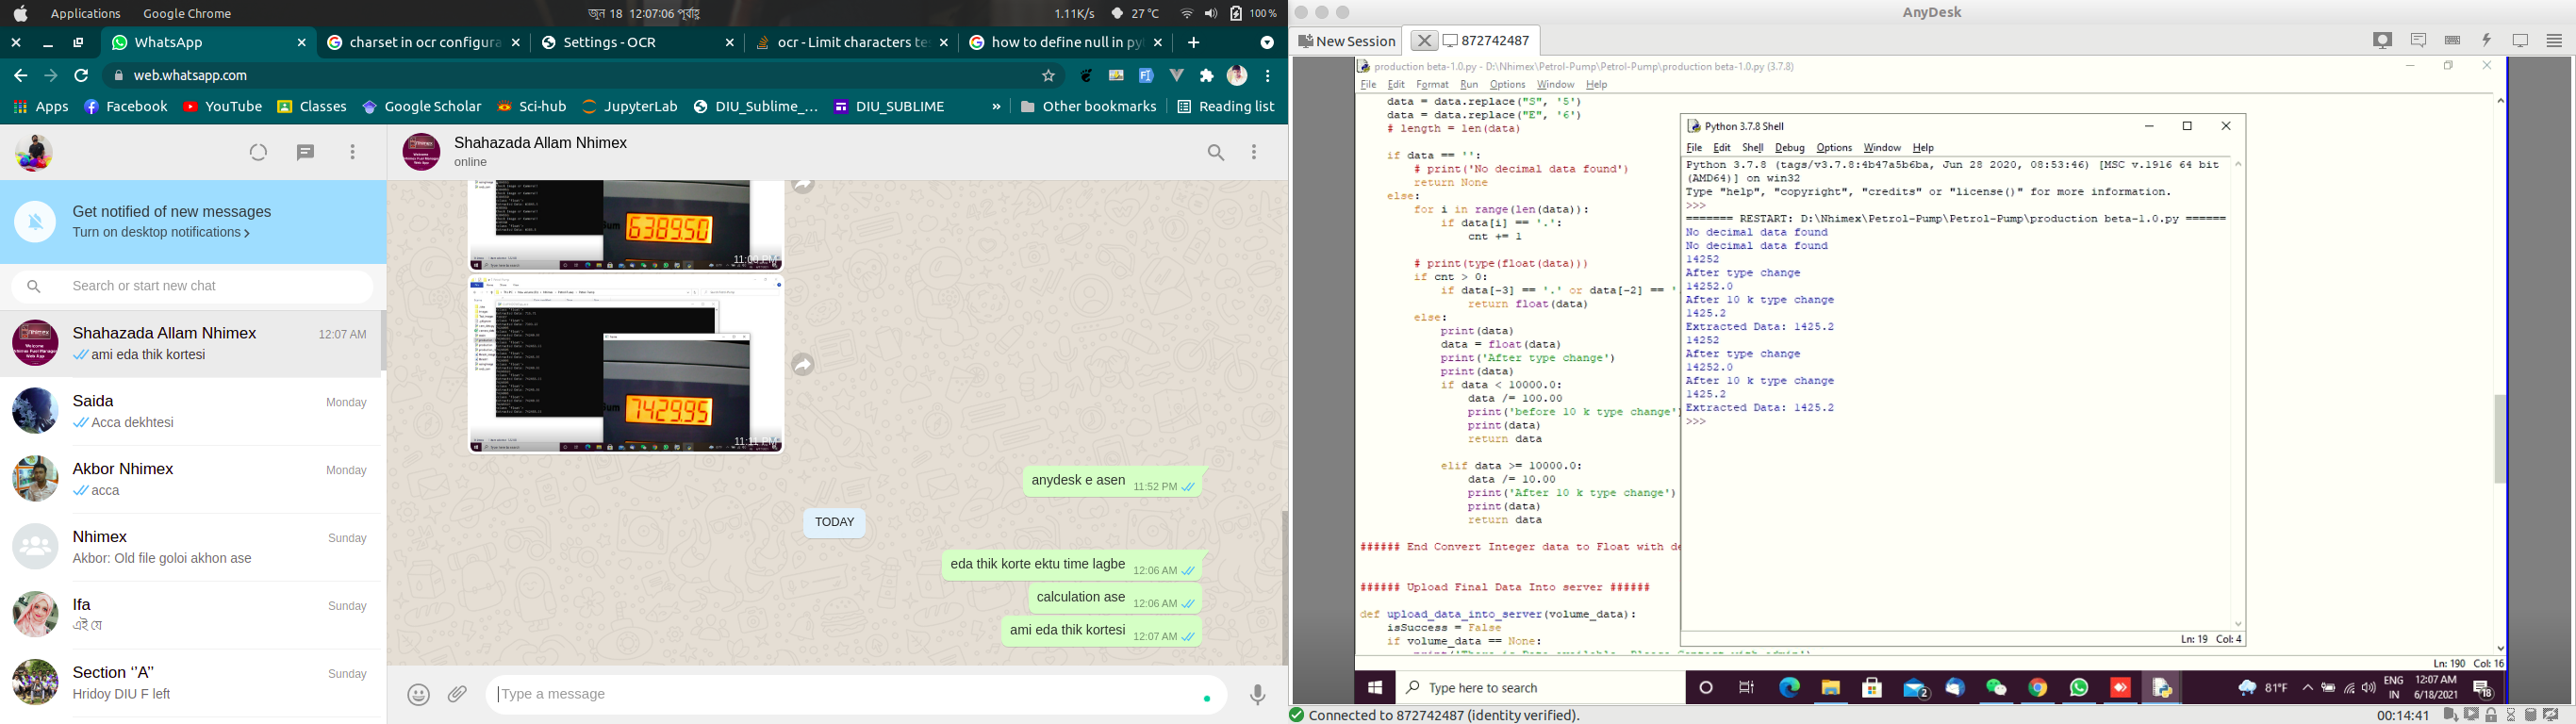 Applications Google Chrome
जून 18 12:07:06
1.11K/s 27 °C 100 %
WhatsApp
charset in ocr configura
Settings - OCR
ocr - Limit characters te
how to define null in py
web.whatsapp.com
Apps Facebook YouTube Classes Google Scholar Sci-hub JupyterLab DIU_Sublime_... DIU_SUBLIME » Other bookmarks Reading list
Get notified of new messages
Turn on desktop notifications
Search or start new chat
Shahazada Allam Nhimex 12:07 AM
ami eda thik kortesi
Saida Monday
Acca dekhtesi
Akbor Nhimex Monday
acca
Nhimex Sunday
Akbor: Old file goloi akhon ase
Ifa Sunday
এই যে
Section ‘’A’’ Sunday
Hridoy DIU F left
Shahazada Allam Nhimex
online
6389.50
7429.95
11:11 PM
anydesk e asen 11:52 PM
TODAY
eda thik korte ektu time lagbe 12:06 AM
calculation ase 12:06 AM
ami eda thik kortesi 12:07 AM
Type a message
AnyDesk
New Session 872742487
production beta-1.0.py - D:\Nhimex\Petrol-Pump\Petrol-Pump\production beta-1.0.py (3.7.8)
File Edit Format Run Options Window Help
data = data.replace("S", '5')
data = data.replace("E", '6')
# length = len(data)
if data == '':
# print('No decimal data found')
return None
else:
for i in range(len(data)):
if data[i] == '.':
cnt += 1
# print(type(float(data)))
if cnt > 0:
if data[-3] == '.' or data[-2] == '
return float(data)
else:
print(data)
data = float(data)
print('After type change')
print(data)
if data < 10000.0:
data /= 100.00
print('before 10 k type change')
print(data)
return data
elif data >= 10000.0:
data /= 10.00
print('After 10 k type change')
print(data)
return data
###### End Convert Integer data to Float with de
###### Upload Final Data Into server ######
def upload_data_into_server(volume_data):
isSuccess = False
if volume_data == None:
Python 3.7.8 Shell
File Edit Shell Debug Options Window Help
Python 3.7.8 (tags/v3.7.8:4b47a5b6ba, Jun 28 2020, 08:53:46) [MSC v.1916 64 bit
(AMD64)] on win32
Type "help", "copyright", "credits" or "license()" for more information.
>>>
======= RESTART: D:\Nhimex\Petrol-Pump\Petrol-Pump\production beta-1.0.py ======
No decimal data found
No decimal data found
14252
After type change
14252.0
After 10 k type change
1425.2
Extracted Data: 1425.2
14252
After type change
14252.0
After 10 k type change
1425.2
Extracted Data: 1425.2
>>>
Ln: 19 Col: 4
Ln: 190 Col: 16
Type here to search
81°F
ENG
IN
12:07 AM
6/18/2021
Connected to 872742487 (identity verified).
00:14:41